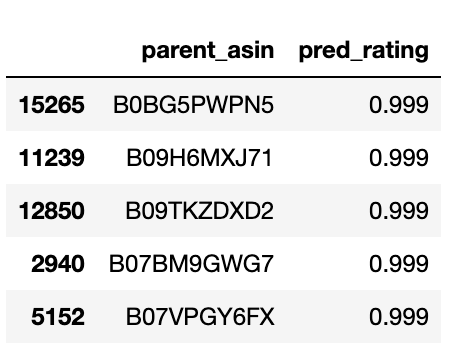 parent_asin pred_rating
15265 B0BG5PWPN5 0.999
11239 B09H6MXJ71 0.999
12850 B09TKZDXD2 0.999
2940 B07BM9GWG7 0.999
5152 B07VPGY6FX 0.999